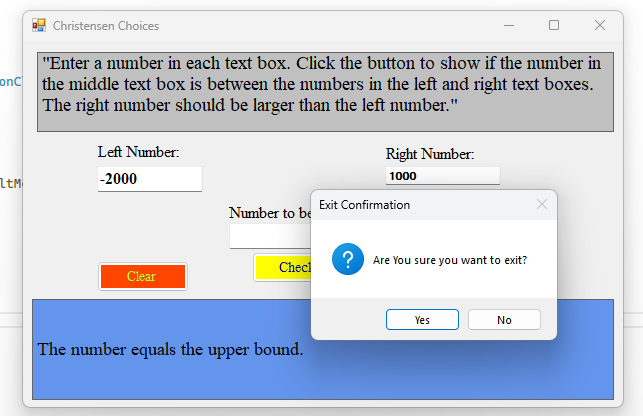 Christensen Choices
"Enter a number in each text box. Click the button to show if the number in
the middle text box is between the numbers in the left and right text boxes.
The right number should be larger than the left number."
Left Number:
Right Number:
-2000
1000
Number to be
Exit Confirmation
Are You sure you want to exit?
Clear
Check
Yes
No
The number equals the upper bound.